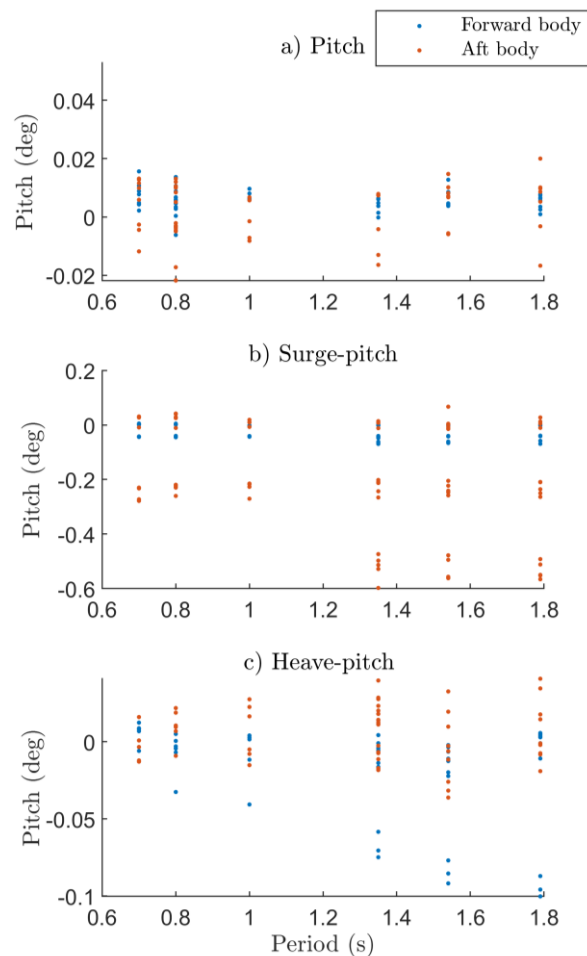 Forward body
Aft body
a) Pitch
0.04
0.02
0
-0.02
Pitch (deg)
0.6 0.8 1 1.2 1.4 1.6 1.8
b) Surge-pitch
0.2
0
-0.2
-0.4
-0.6
Pitch (deg)
0.6 0.8 1 1.2 1.4 1.6 1.8
c) Heave-pitch
0
-0.05
-0.1
Pitch (deg)
0.6 0.8 1 1.2 1.4 1.6 1.8
Period (s)